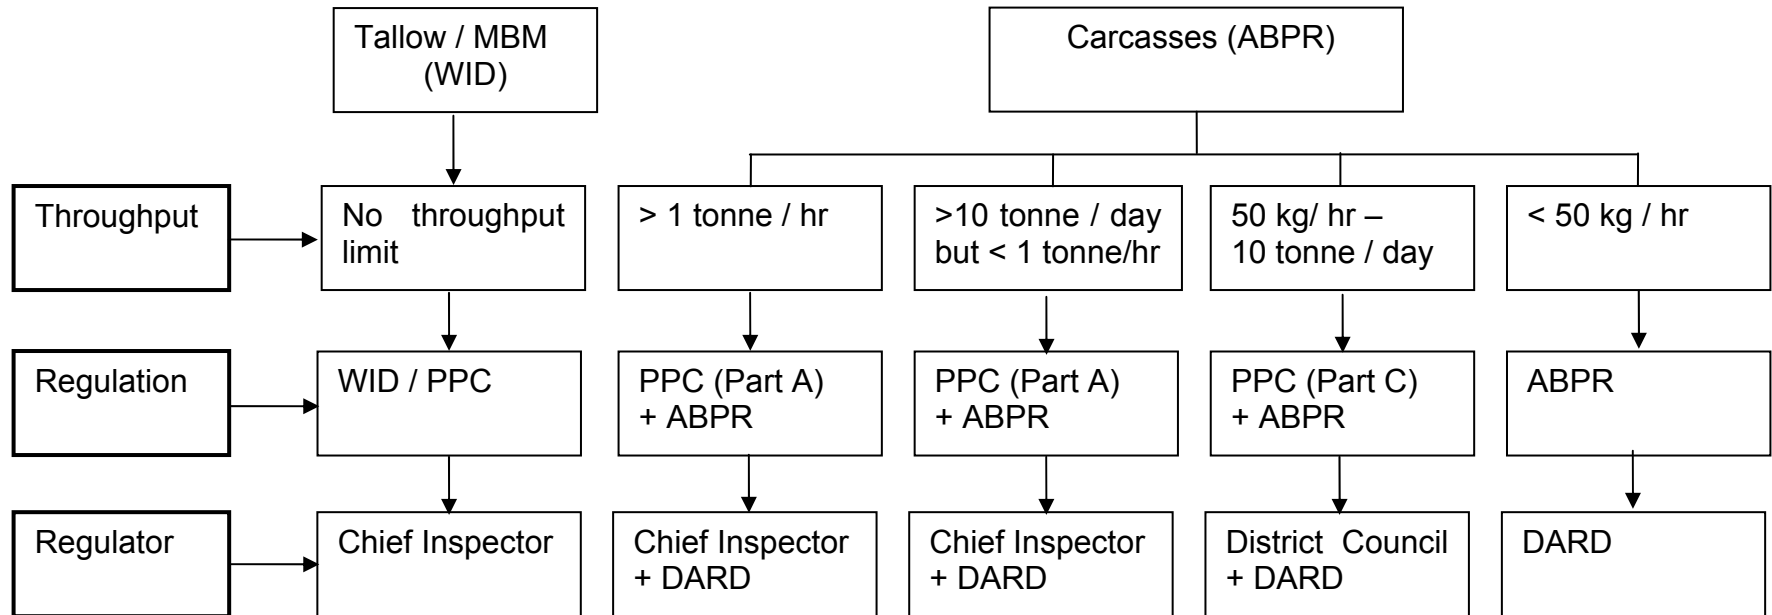 Tallow / MBM
(WID)
Carcasses (ABPR)
Throughput
No throughput
limit
> 1 tonne / hr
>10 tonne / day
but < 1 tonne/hr
50 kg/ hr –
10 tonne / day
< 50 kg / hr
Regulation
WID / PPC
PPC (Part A)
+ ABPR
PPC (Part A)
+ ABPR
PPC (Part C)
+ ABPR
ABPR
Regulator
Chief Inspector
Chief Inspector
+ DARD
Chief Inspector
+ DARD
District Council
+ DARD
DARD